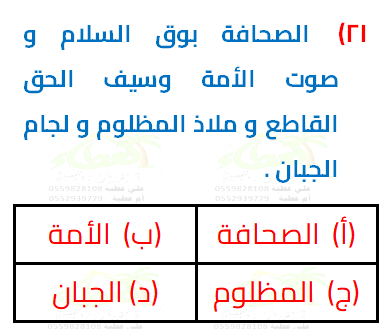 ٢١) الصحافة بوق السلام و
صوت الأمة وسيف الحق
القاطع و ملاذ المظلوم و لجام
الجبان .
(أ) الصحافة (ب) الأمة
(ج) المظلوم (د) الجبان